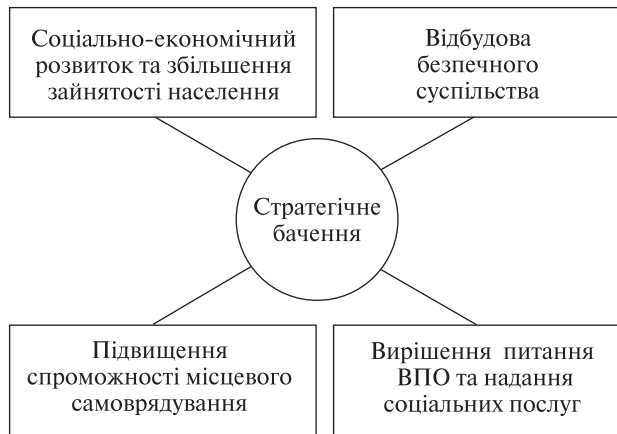 Соціально-економічний
розвиток та збільшення
зайнятості населення
Відбудова
безпечного
суспільства
Стратегічне
бачення
Підвищення
спроможності місцевого
самоврядування
Вирішення питання
ВПО та надання
соціальних послуг